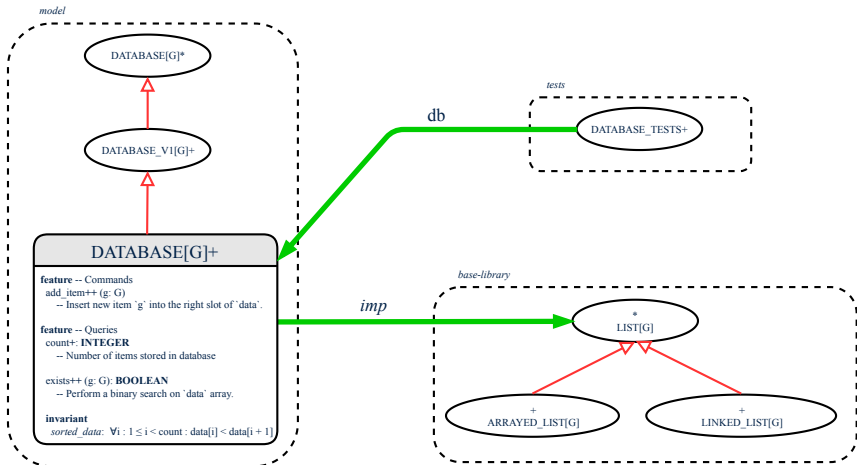 model
DATABASE[G]*
DATABASE_V1[G]+
DATABASE[G]+
feature -- Commands
add_item++ (g: G)
-- Insert new item `g` into the right slot of `data`.
feature -- Queries
count+: INTEGER
-- Number of items stored in database
exists++ (g: G): BOOLEAN
-- Perform a binary search on `data` array.
invariant
sorted_data: ∀i : 1 ≤ i < count : data[i] < data[i + 1]
db
tests
DATABASE_TESTS+
imp
base-library
*
LIST[G]
+
ARRAYED_LIST[G]
+
LINKED_LIST[G]